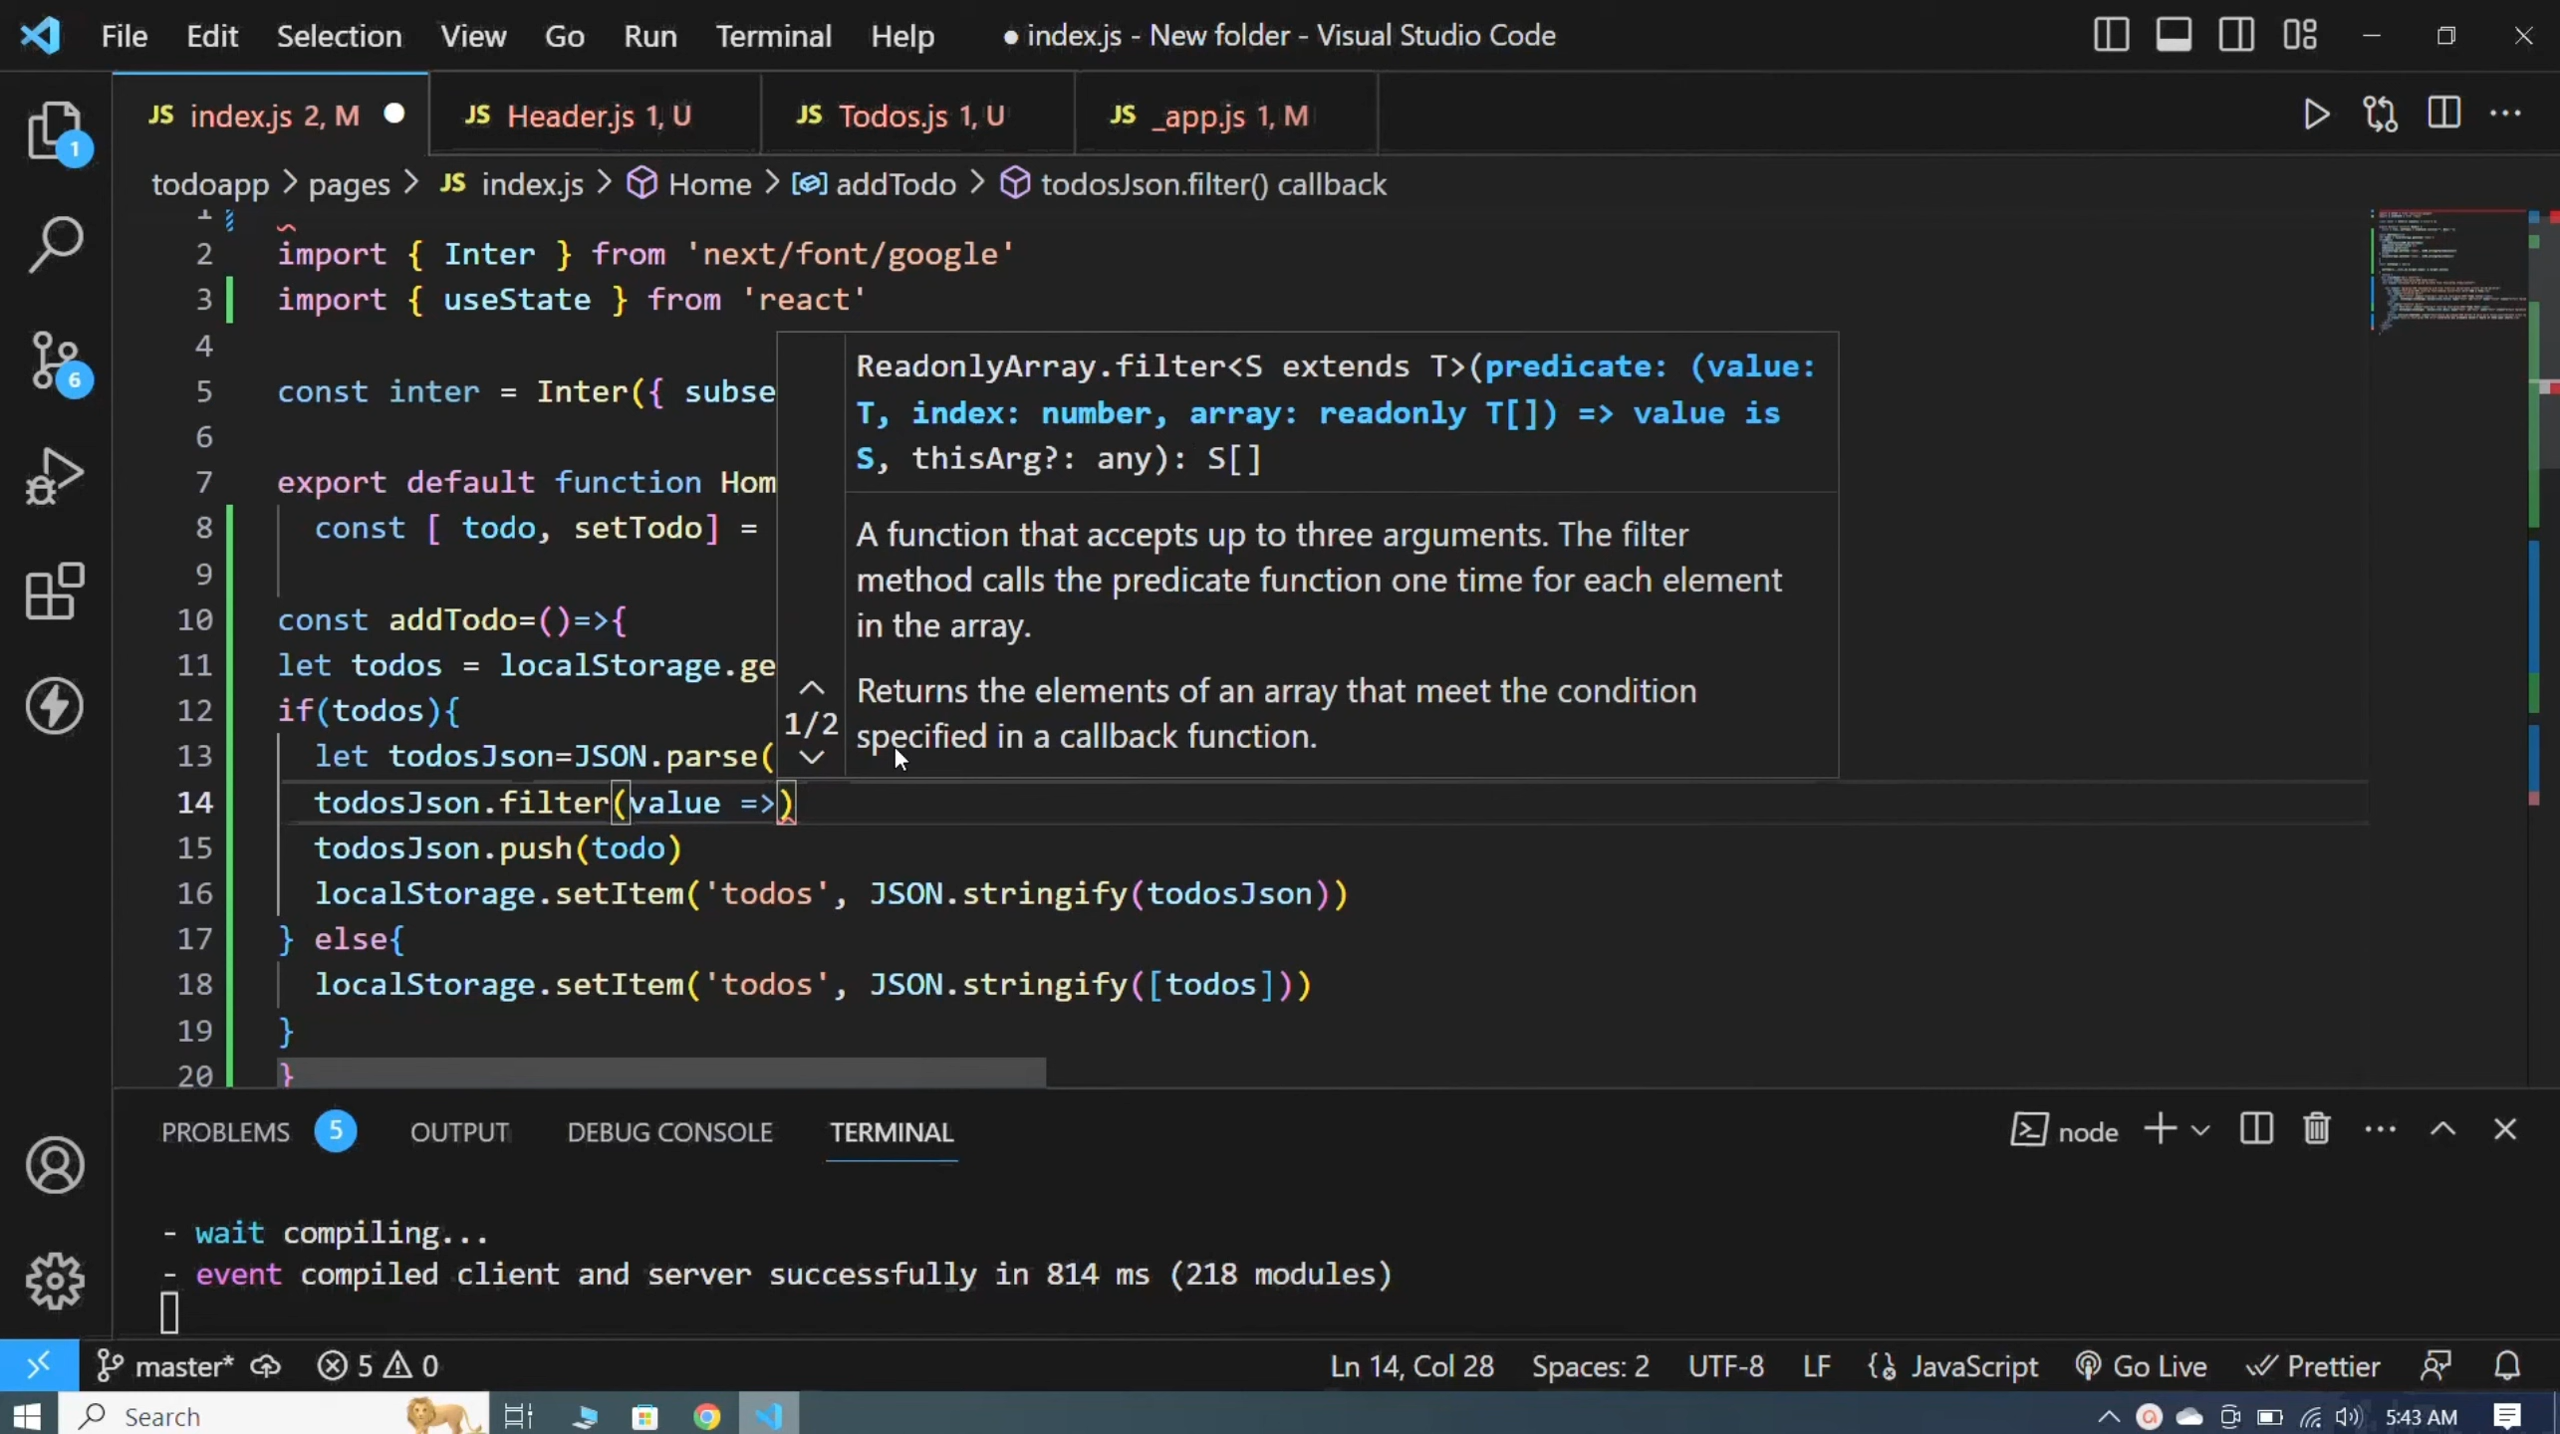 File Edit Selection View Go Run Terminal Help ● index.js - New folder - Visual Studio Code
JS index.js 2, M JS Header.js 1, U JS Todos.js 1, U JS _app.js 1, M
todoapp > pages > JS index.js > Home > addTodo > todosJson.filter() callback
1
2 import { Inter } from 'next/font/google'
3 import { useState } from 'react'
4
5 const inter = Inter({ subse
6
7 export default function Hom
8 const [ todo, setTodo] =
9
10 const addTodo=()=>{
11 let todos = localStorage.ge
12 if(todos){
13 let todosJson=JSON.parse(
14 todosJson.filter(value =>)
15 todosJson.push(todo)
16 localStorage.setItem('todos', JSON.stringify(todosJson))
17 } else{
18 localStorage.setItem('todos', JSON.stringify([todos]))
19 }
20 }
ReadonlyArray.filter<S extends T>(predicate: (value:
T, index: number, array: readonly T[]) => value is
S, thisArg?: any): S[]
A function that accepts up to three arguments. The filter
method calls the predicate function one time for each element
in the array.
Returns the elements of an array that meet the condition
1/2
specified in a callback function.
1
6
PROBLEMS 5 OUTPUT DEBUG CONSOLE TERMINAL node
- wait compiling...
- event compiled client and server successfully in 814 ms (218 modules)
master* 5 0 Ln 14, Col 28 Spaces: 2 UTF-8 LF {} JavaScript Go Live Prettier
Search 5:43 AM